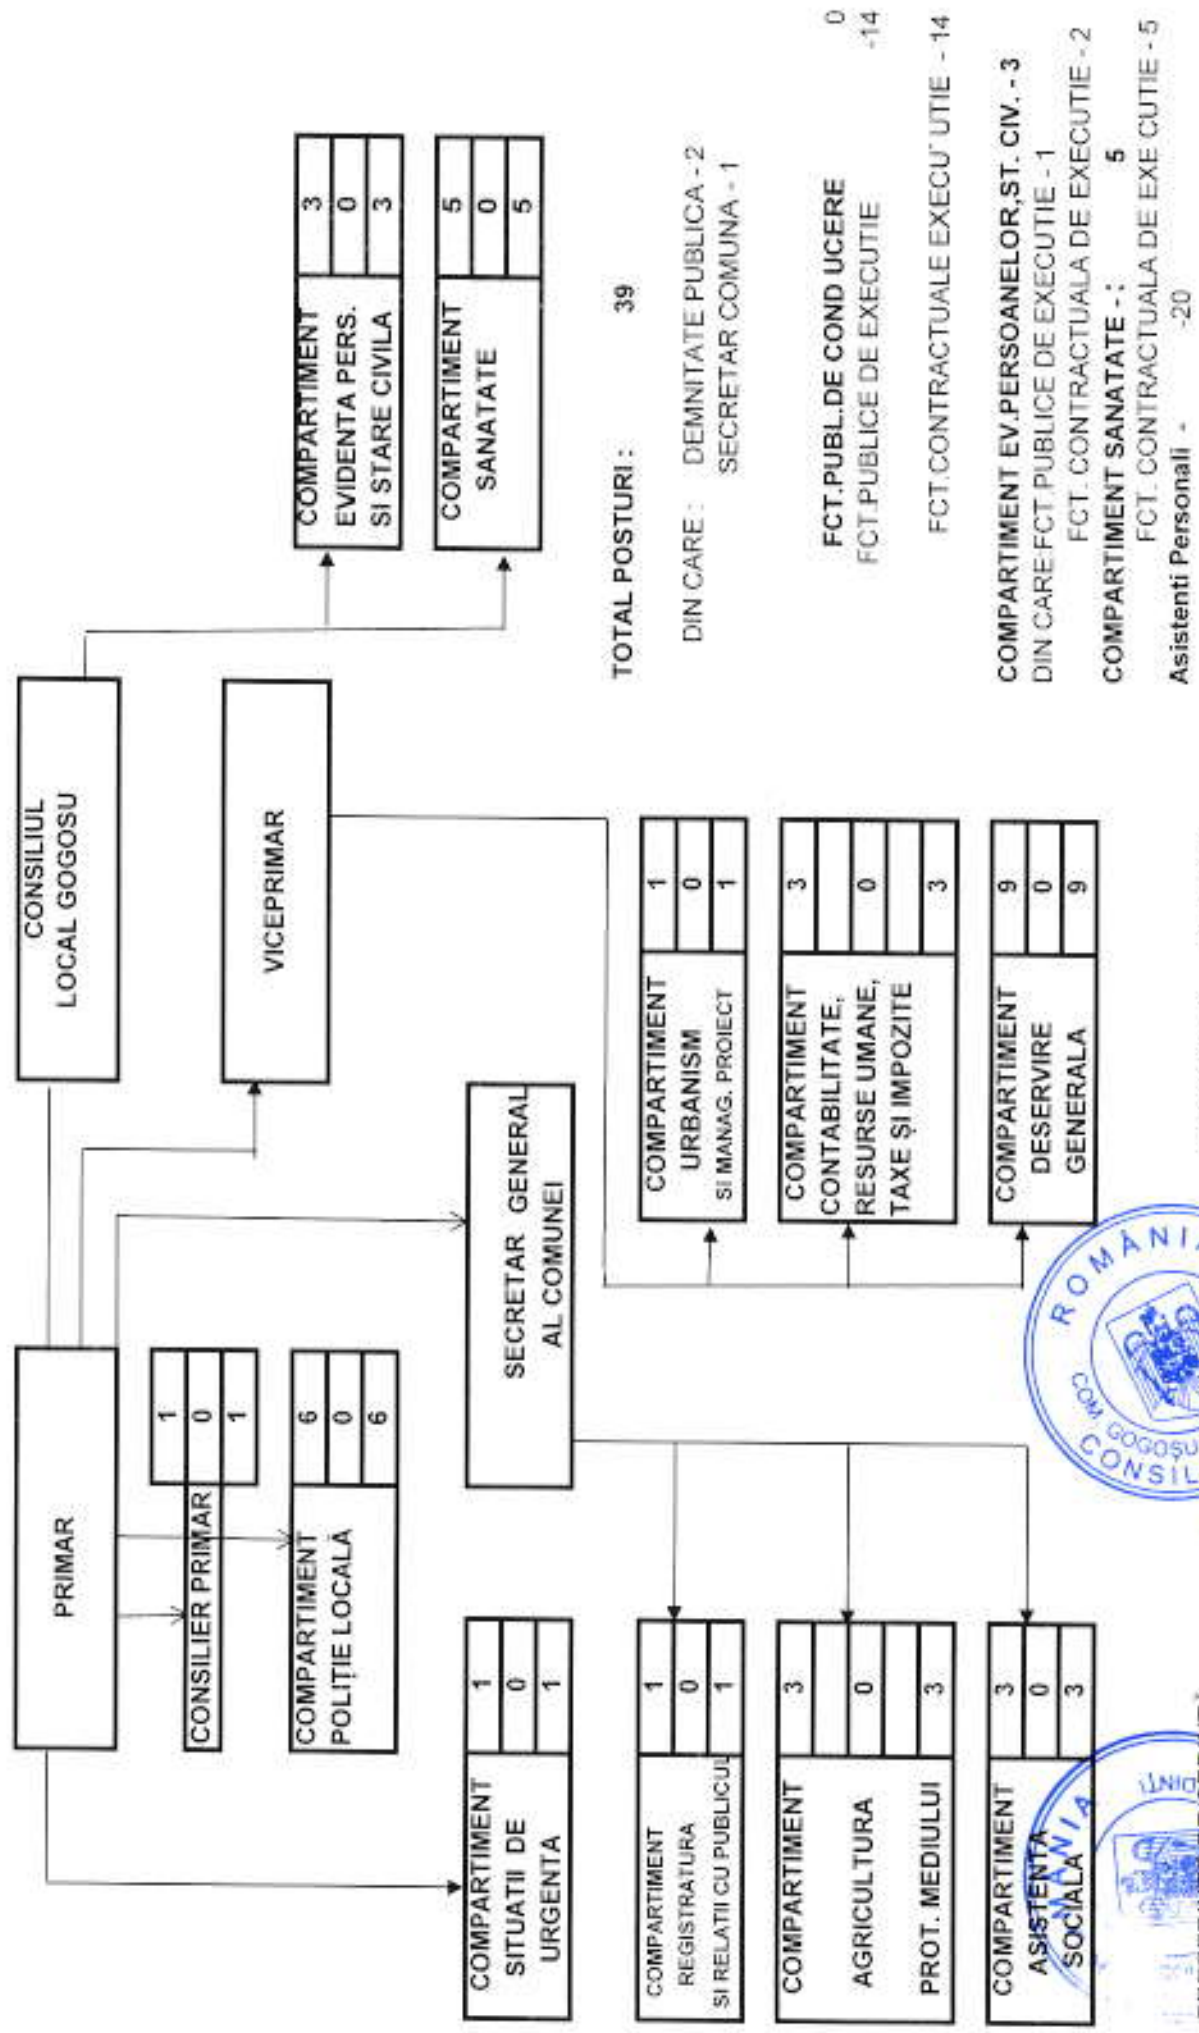 CONSILIUL
LOCAL GOGOSU
PRIMAR
VICEPRIMAR
CONSILIER PRIMAR
1
0
1
COMPARTIMENT
POLIȚIE LOCALĂ
6
0
6
SECRETAR GENERAL
AL COMUNEI
COMPARTIMENT
EVIDENTA PERS.
SI STARE CIVILA
3
0
3
COMPARTIMENT
SANATATE
5
0
5
COMPARTIMENT
SITUATII DE
URGENTA
1
0
1
COMPARTIMENT
REGISTRATURA
SI RELATII CU PUBLICUL
1
0
1
COMPARTIMENT
AGRICULTURA
PROT. MEDIULUI
3
0
3
COMPARTIMENT
ASISTENTA
SOCIALA
3
0
3
COMPARTIMENT
URBANISM
SI MANAG. PROIECT
1
0
1
COMPARTIMENT
CONTABILITATE,
RESURSE UMANE,
TAXE ȘI IMPOZITE
3
0
3
COMPARTIMENT
DESERVIRE
GENERALA
9
0
9
TOTAL POSTURI : 39
DIN CARE : DEMNITATE PUBLICA - 2
SECRETAR COMUNA - 1
FCT.PUBL.DE COND UCERE 0
FCT.PUBLICE DE EXECUTIE -14
FCT.CONTRACTUALE EXECU UTIE - 14
COMPARTIMENT EV.PERSOANELOR,ST. CIV. - 3
DIN CARE:FCT.PUBLICE DE EXECUTIE - 1
FCT. CONTRACTUALA DE EXECUTIE - 2
COMPARTIMENT SANATATE - : 5
FCT. CONTRACTUALA DE EXE CUTIE - 5
Asistenti Personali - -20
ROMÂNIA
COM. GOGOȘU
CONSIL
MÂNIA
DINȚI